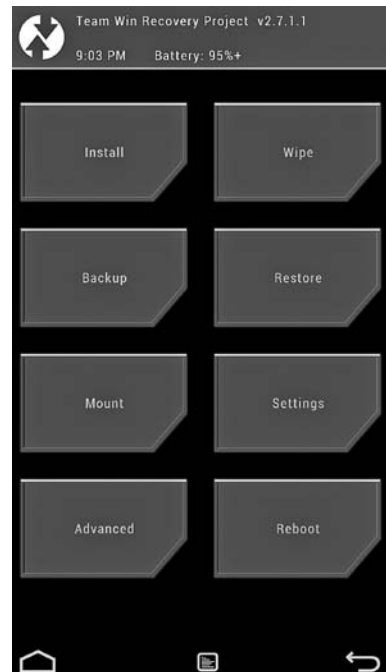 Team Win Recovery Project v2.7.1.1
9:03 PM Battery: 95%+
Install Wipe
Backup Restore
Mount Settings
Advanced Reboot